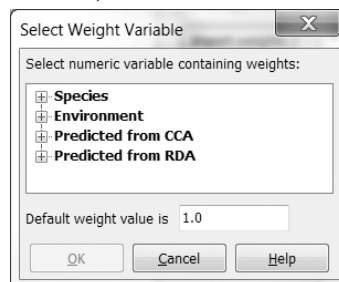 Select Weight Variable
Select numeric variable containing weights:
Species
Environment
Predicted from CCA
Predicted from RDA
Default weight value is 1.0
OK Cancel Help